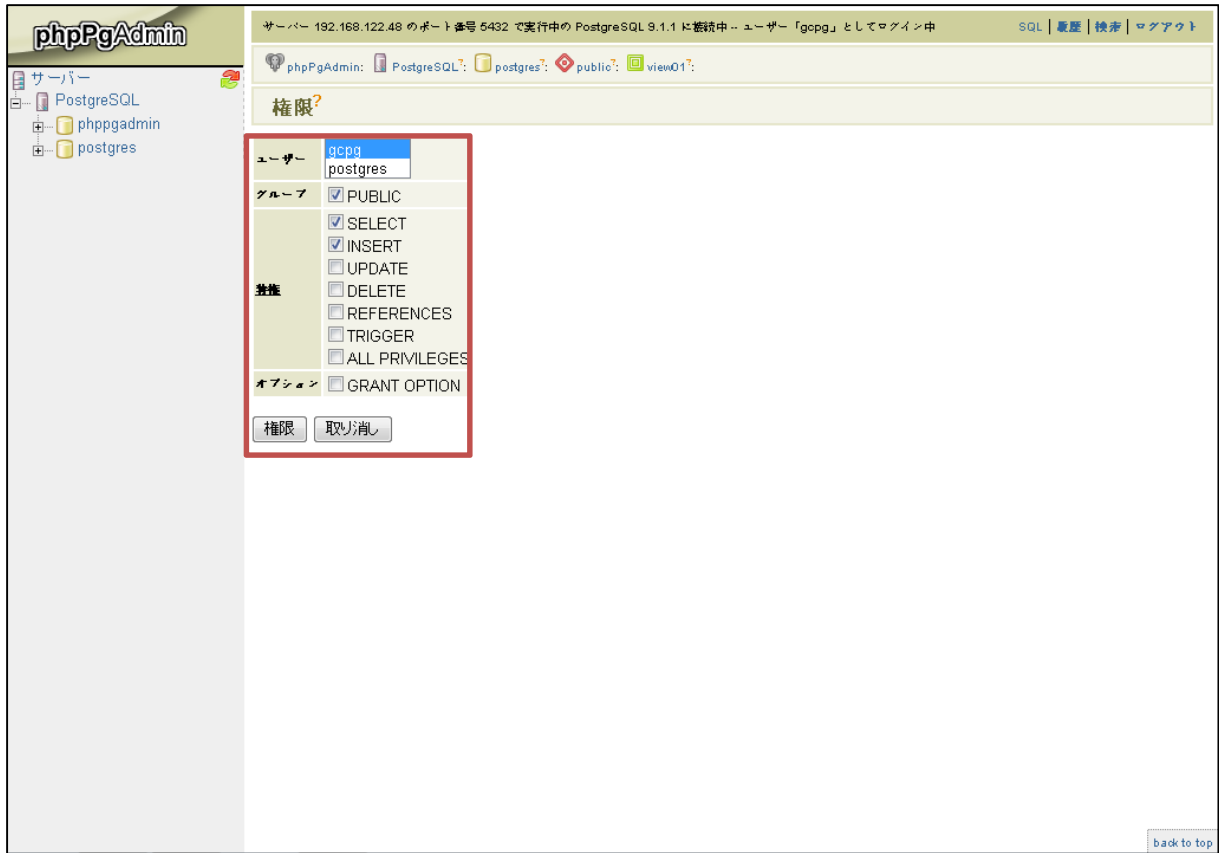 phpPgAdmin
サーバー 192.168.122.48 のポート番号 5432 で実行中の PostgreSQL 9.1.1 に接続中 -- ユーザー「gcpg」としてログイン中
SQL | 履歴 | 検索 | ログアウト
phpPgAdmin: PostgreSQL?: postgres?: public?: view01?:
サーバー
PostgreSQL
phppgadmin
postgres
権限?
ユーザー
gcpg
postgres
グループ
PUBLIC
特権
SELECT
INSERT
UPDATE
DELETE
REFERENCES
TRIGGER
ALL PRIVILEGES
オプション
GRANT OPTION
権限
取り消し
back to top